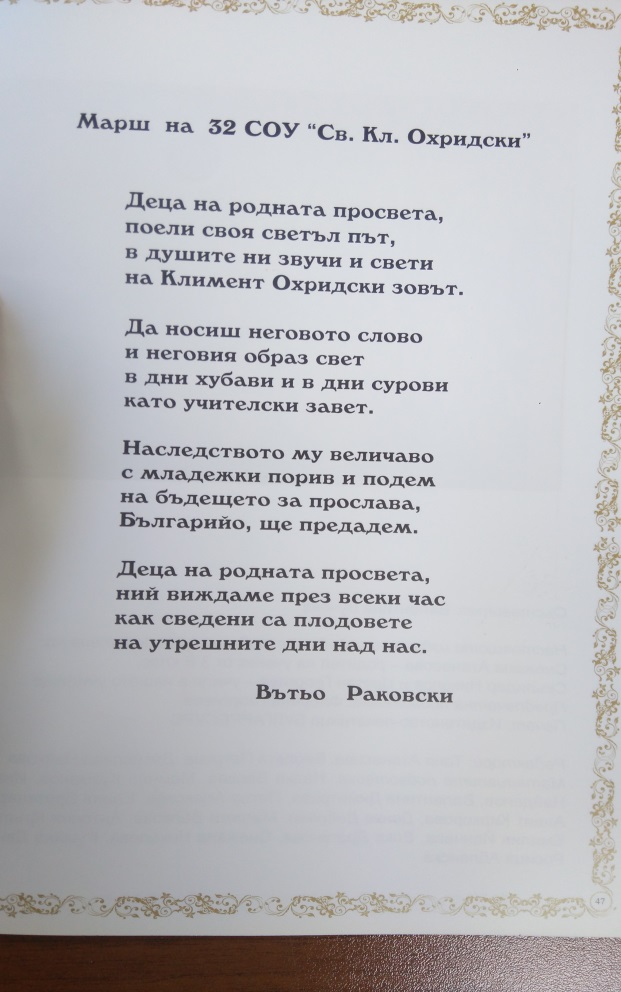 Марш на 32 СОУ “Св. Кл. Охридски”
Деца на родната просвета,
поели своя светъл път,
в душите ни звучи и свети
на Климент Охридски зовът.
Да носиш неговото слово
и неговия образ свет
в дни хубави и в дни сурови
като учителски завет.
Наследството му величаво
с младежки порив и подем
на бъдещето за прослава,
Българийо, ще предадем.
Деца на родната просвета,
ний виждаме през всеки час
как сведени са плодовете
на утрешните дни над нас.
Вътьо Раковски
47